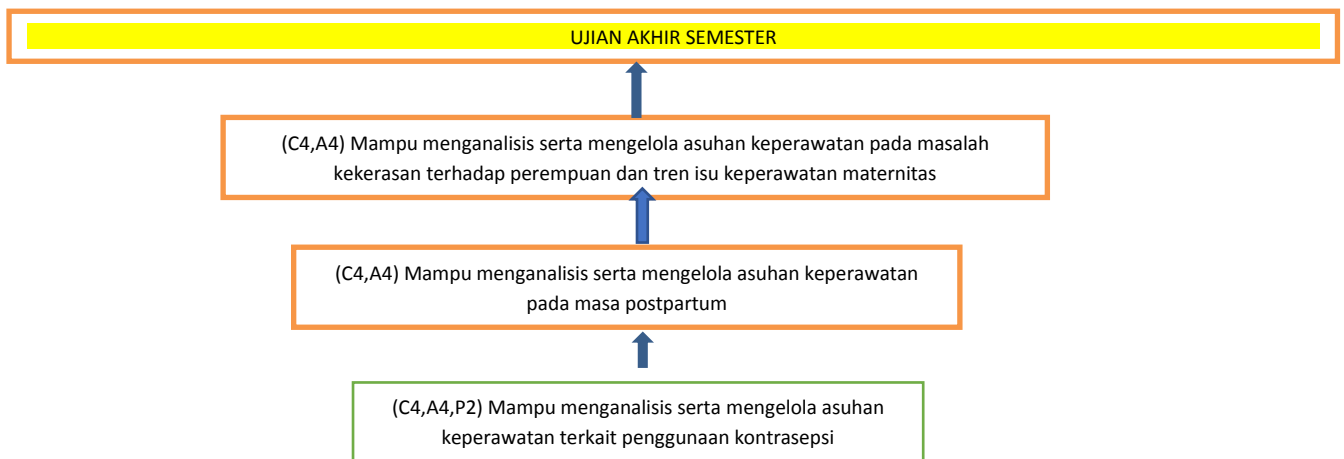 UJIAN AKHIR SEMESTER
(C4,A4) Mampu menganalisis serta mengelola asuhan keperawatan pada masalah
kekerasan terhadap perempuan dan tren isu keperawatan maternitas
(C4,A4) Mampu menganalisis serta mengelola asuhan keperawatan
pada masa postpartum
(C4,A4,P2) Mampu menganalisis serta mengelola asuhan
keperawatan terkait penggunaan kontrasepsi